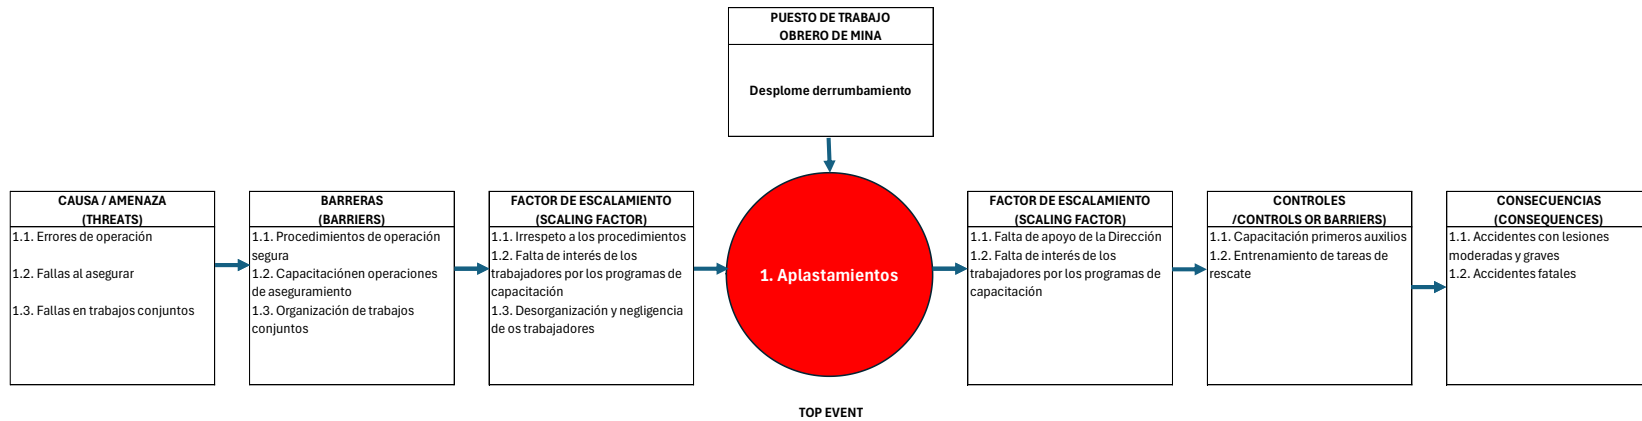 PUESTO DE TRABAJO
OBRERO DE MINA
Desplome derrumbamiento
CAUSA / AMENAZA
(THREATS)
1.1. Errores de operación
1.2. Fallas al asegurar
1.3. Fallas en trabajos conjuntos
BARRERAS
(BARRIERS)
1.1. Procedimientos de operación
segura
1.2. Capacitaciónen operaciones
de aseguramiento
1.3. Organización de trabajos
conjuntos
FACTOR DE ESCALAMIENTO
(SCALING FACTOR)
1.1. Irrespeto a los procedimientos
1.2. Falta de interés de los
trabajadores por los programas de
capacitación
1.3. Desorganización y negligencia
de os trabajadores
1. Aplastamientos
FACTOR DE ESCALAMIENTO
(SCALING FACTOR)
1.1. Falta de apoyo de la Dirección
1.2. Falta de interés de los
trabajadores por los programas de
capacitación
CONTROLES
/CONTROLS OR BARRIERS)
1.1. Capacitación primeros auxilios
1.2. Entrenamiento de tareas de
rescate
CONSECUENCIAS
(CONSEQUENCES)
1.1. Accidentes con lesiones
moderadas y graves
1.2. Accidentes fatales
TOP EVENT